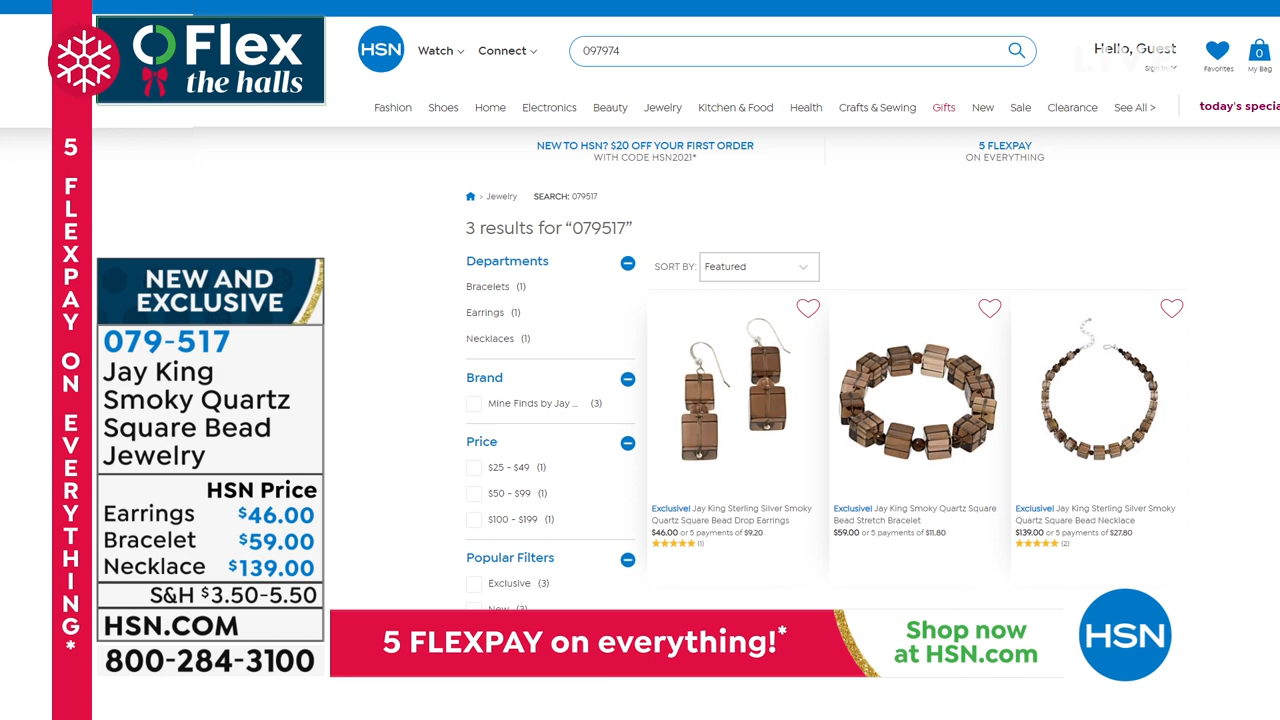 Flex
the halls
5 FLEXPAY ON EVERYTHING*
NEW AND
EXCLUSIVE
079-517
Jay King
Smoky Quartz
Square Bead
Jewelry
HSN Price
Earrings $46.00
Bracelet $59.00
Necklace $139.00
S&H $3.50-5.50
HSN.COM
800-284-3100
HSN
Watch
Connect
097974
Hello, Guest
Sign In
Favorites
0
My Bag
LIVE
Fashion Shoes Home Electronics Beauty Jewelry Kitchen & Food Health Crafts & Sewing Gifts New Sale Clearance See All > today's specia
NEW TO HSN? $20 OFF YOUR FIRST ORDER
WITH CODE HSN2021*
5 FLEXPAY
ON EVERYTHING
> Jewelry SEARCH: 079517
3 results for “079517”
SORT BY: Featured
Departments
Bracelets (1)
Earrings (1)
Necklaces (1)
Brand
Mine Finds by Jay ... (3)
Price
$25 - $49 (1)
$50 - $99 (1)
$100 - $199 (1)
Popular Filters
Exclusive (3)
New (3)
Exclusive! Jay King Sterling Silver Smoky
Quartz Square Bead Drop Earrings
$46.00 or 5 payments of $9.20
(1)
Exclusive! Jay King Smoky Quartz Square
Bead Stretch Bracelet
$59.00 or 5 payments of $11.80
Exclusive! Jay King Sterling Silver Smoky
Quartz Square Bead Necklace
$139.00 or 5 payments of $27.80
(2)
5 FLEXPAY on everything!*
Shop now
at HSN.com
HSN